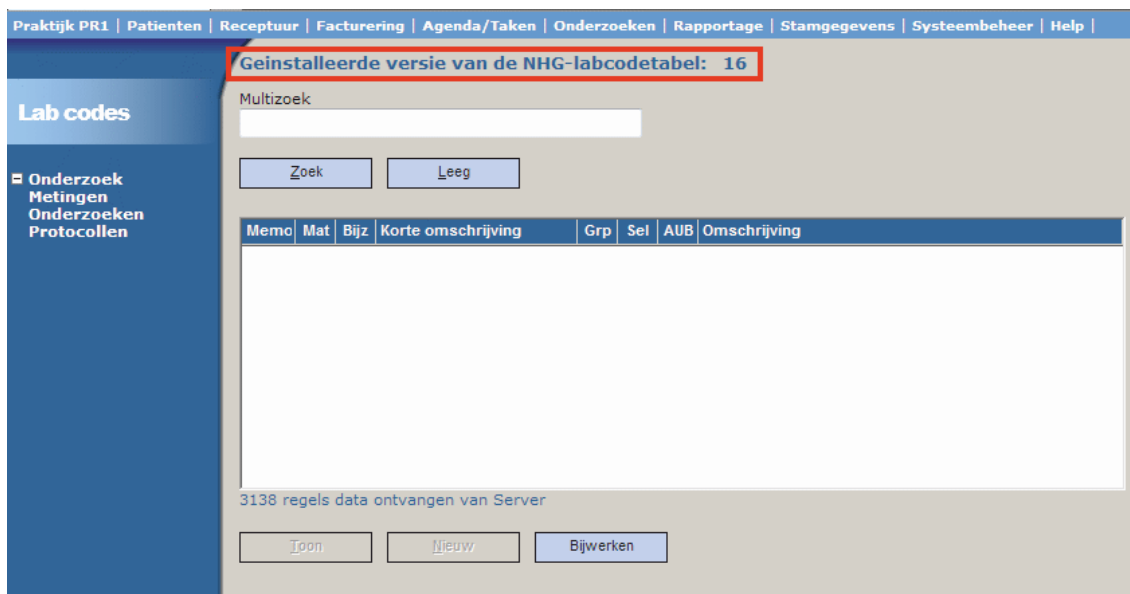 Praktijk PR1 | Patienten | Receptuur | Facturering | Agenda/Taken | Onderzoeken | Rapportage | Stamgegevens | Systeembeheer | Help |
Geinstalleerde versie van de NHG-labcodetabel: 16
Lab codes
Onderzoek
Metingen
Onderzoeken
Protocollen
Multizoek
Zoek Leeg
Memo Mat Bijz Korte omschrijving Grp Sel AUB Omschrijving
3138 regels data ontvangen van Server
Toon Nieuw Bijwerken